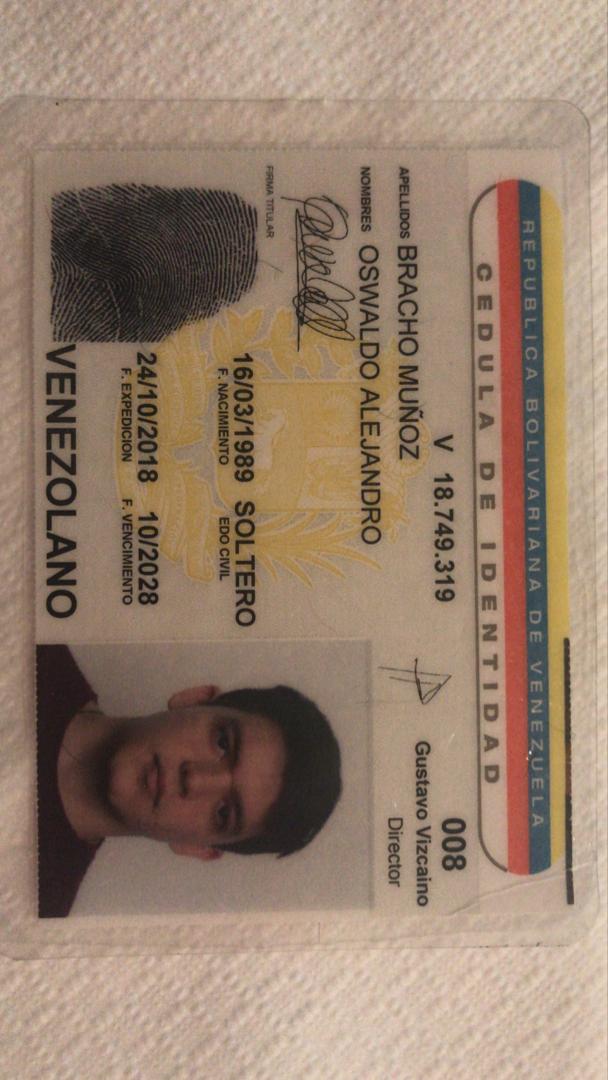 REPUBLICA BOLIVARIANA DE VENEZUELA
CEDULA DE IDENTIDAD
V 18.749.319
008
Gustavo Vizcaino
Director
APELLIDOS BRACHO MUÑOZ
NOMBRES OSWALDO ALEJANDRO
FIRMA TITULAR
16/03/1989 SOLTERO
F. NACIMIENTO EDO CIVIL
24/10/2018 10/2028
F. EXPEDICION F. VENCIMIENTO
VENEZOLANO